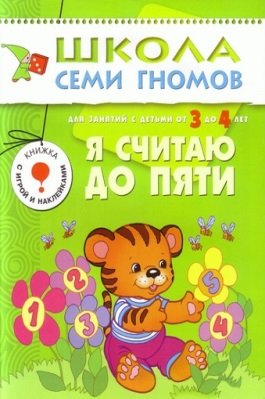 ШКОЛА
СЕМИ ГНОМОВ
ДЛЯ ЗАНЯТИЙ С ДЕТЬМИ ОТ 3 ДО 4 ЛЕТ
Я СЧИТАЮ
ДО ПЯТИ
КНИЖКА
С ИГРОЙ И НАКЛЕЙКАМИ
1
2
3
5
4